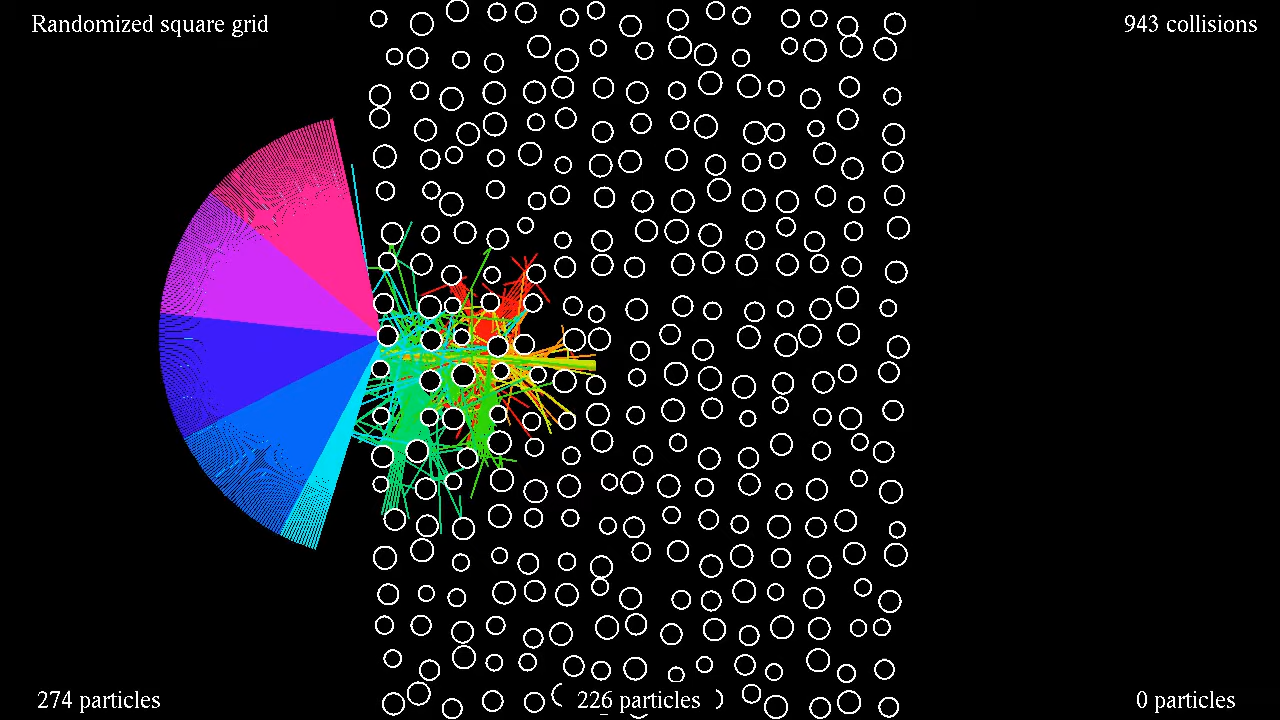 Randomized square grid
943 collisions
274 particles
226 particles
0 particles